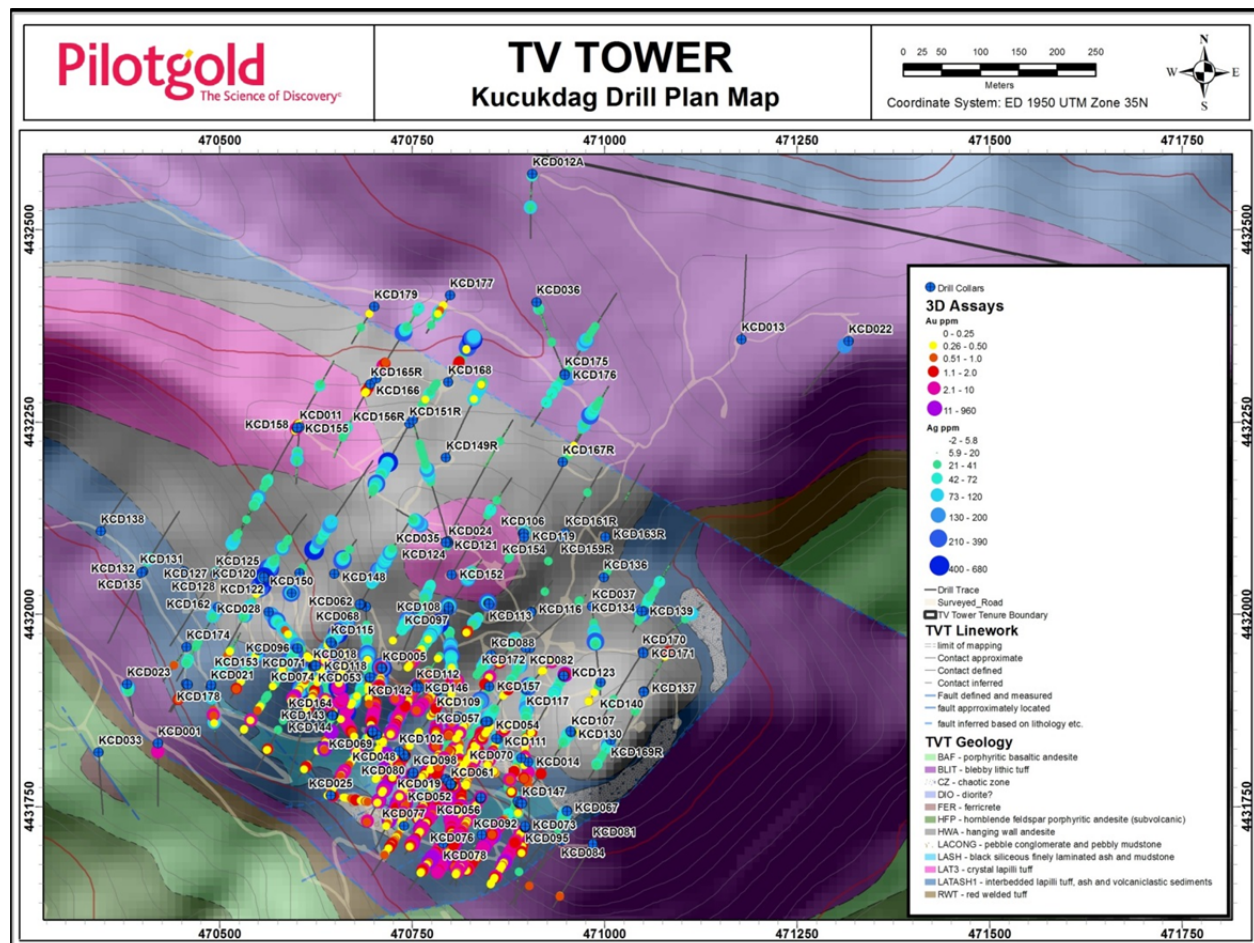 Pilotgold
The Science of Discovery
TV TOWER
Kucukdag Drill Plan Map
0 25 50 100 150 200 250
Meters
Coordinate System: ED 1950 UTM Zone 35N
N
W E
S
470500 470750 471000 471250 471500 471750
4432500 4432500
4432250 4432250
4432000 4432000
4431750 4431750
KCD012A
KCD177
KCD179
KCD036
KCD013
KCD022
KCD175
KCD176
KCD165R
KCD168
KCD166
KCD011
KCD158
KCD155
KCD156R
KCD151R
KCD149R
KCD167R
KCD138
KCD131
KCD132
KCD135
KCD125
KCD127
KCD120
KCD128
KCD122
KCD162
KCD028
KCD150
KCD148
KCD035
KCD124
KCD024
KCD121
KCD106
KCD119
KCD154
KCD161R
KCD159R
KCD163R
KCD136
KCD152
KCD062
KCD068
KCD115
KCD108
KCD097
KCD113
KCD116
KCD037
KCD134
KCD139
KCD174
KCD096
KCD018
KCD005
KCD088
KCD170
KCD171
KCD153
KCD071
KCD118
KCD172
KCD082
KCD023
KCD021
KCD074
KCD053
KCD112
KCD123
KCD178
KCD142
KCD146
KCD157
KCD137
KCD164
KCD109
KCD117
KCD140
KCD143
KCD057
KCD054
KCD107
KCD144
KCD130
KCD033
KCD001
KCD069
KCD102
KCD111
KCD169R
KCD048
KCD098
KCD070
KCD014
KCD080
KCD061
KCD025
KCD019
KCD052
KCD147
KCD056
KCD067
KCD077
KCD092
KCD073
KCD081
KCD076
KCD095
KCD084
KCD078
Drill Collars
3D Assays
Au ppm
0 - 0.25
0.26 - 0.50
0.51 - 1.0
1.1 - 2.0
2.1 - 10
11 - 960
Ag ppm
-2 - 5.8
5.9 - 20
21 - 41
42 - 72
73 - 120
130 - 200
210 - 390
400 - 680
Drill Trace
Surveyed_Road
TV Tower Tenure Boundary
TVT Linework
limit of mapping
Contact approximate
Contact defined
Contact inferred
Fault defined and measured
fault approximately located
fault inferred based on lithology etc.
TVT Geology
BAF - porphyritic basaltic andesite
BLIT - blebby lithic tuff
CZ - chaotic zone
DIO - diorite?
FER - ferricrete
HFP - hornblende feldspar porphyritic andesite (subvolcanic)
HWA - hanging wall andesite
LACONG - pebble conglomerate and pebbly mudstone
LASH - black siliceous finely laminated ash and mudstone
LAT3 - crystal lapilli tuff
LATASH1 - interbedded lapilli tuff, ash and volcaniclastic sediments
RWT - red welded tuff
470500 470750 471000 471250 471500 471750